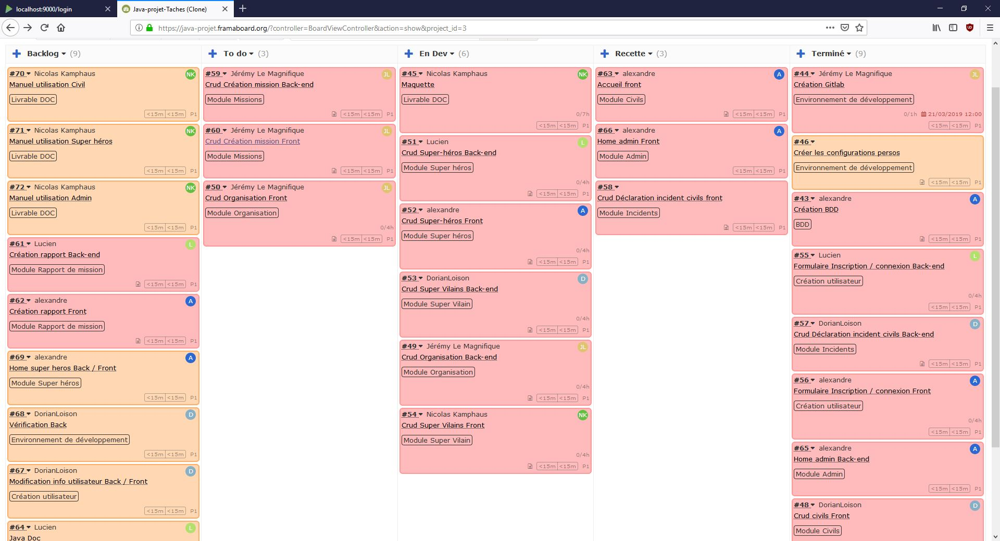 localhost:9000/login
Java-projet-Taches (Clone)
https://java-projet.framaboard.org/?controller=BoardViewController&action=show&project_id=3
Backlog (9)
#70 Nicolas Kamphaus NK
Manuel utilisation Civil
Livrable DOC
<15m <15m P1
#71 Nicolas Kamphaus NK
Manuel utilisation Super héros
Livrable DOC
<15m <15m P1
#72 Nicolas Kamphaus NK
Manuel utilisation Admin
Livrable DOC
<15m <15m P1
#61 Lucien L
Création rapport Back-end
Module Rapport de mission
<15m <15m P1
#62 alexandre A
Création rapport Front
Module Rapport de mission
<15m <15m P1
#69 alexandre A
Home super heros Back / Front
Module Super héros
<15m <15m P1
#68 DorianLoison D
Vérification Back
Environnement de développement
<15m <15m P1
#67 DorianLoison D
Modification info utilisateur Back / Front
Création utilisateur
<15m <15m P1
#64 Lucien L
Java Doc
To do (3)
#59 Jérémy Le Magnifique JL
Crud Création mission Back-end
Module Missions
<15m <15m P1
#60 Jérémy Le Magnifique JL
Crud Création mission Front
Module Missions
<15m <15m P1
#50 Jérémy Le Magnifique JL
Crud Organisation Front
Module Organisation
0/4h
<15m <15m P1
En Dev (6)
#45 Nicolas Kamphaus NK
Maquette
Livrable DOC
0/7h
<15m <15m P1
#51 Lucien L
Crud Super-héros Back-end
Module Super héros
0/4h
<15m <15m P1
#52 alexandre A
Crud Super-héros Front
Module Super héros
0/4h
<15m <15m P1
#53 DorianLoison D
Crud Super Vilains Back-end
Module Super Vilain
0/4h
<15m <15m P1
#49 Jérémy Le Magnifique JL
Crud Organisation Back-end
Module Organisation
0/4h
<15m <15m P1
#54 Nicolas Kamphaus NK
Crud Super Vilains Front
Module Super Vilain
0/4h
<15m <15m P1
Recette (3)
#63 alexandre A
Accueil front
Module Civils
<15m <15m P1
#66 alexandre A
Home admin Front
Module Admin
<15m <15m P1
#58
Crud Déclaration incident civils front
Module Incidents
<15m <15m P1
Terminé (9)
#44 Jérémy Le Magnifique JL
Création Gitlab
Environnement de développement
0/1h 21/03/2019 12:00
<15m <15m P1
#46
Créer les configurations persos
Environnement de développement
<15m <15m P1
#43 alexandre A
Création BDD
BDD
<15m <15m P1
#55 Lucien L
Formulaire Inscription / connexion Back-end
Création utilisateur
0/4h
<15m <15m P1
#57 DorianLoison D
Crud Déclaration incident civils Back-end
Module Incidents
<15m <15m P1
#56 alexandre A
Formulaire Inscription / connexion Front
Création utilisateur
0/4h
<15m <15m P1
#65 alexandre A
Home admin Back-end
Module Admin
<15m <15m P1
#48 DorianLoison D
Crud civils Front
Module Civils